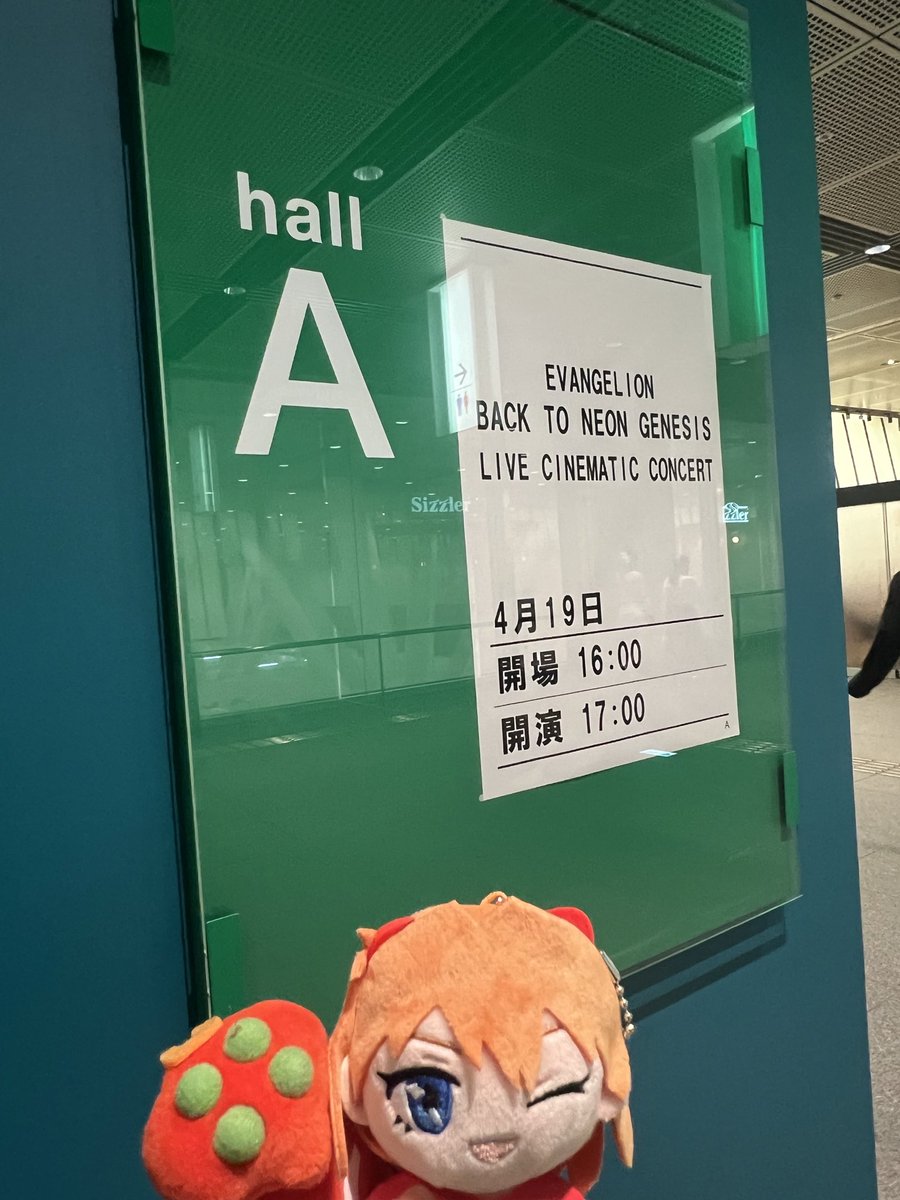 hall
A
EVANGELION
BACK TO NEON GENESIS
LIVE CINEMATIC CONCERT
Sizzler
4月19日
開場 16:00
開演 17:00
A